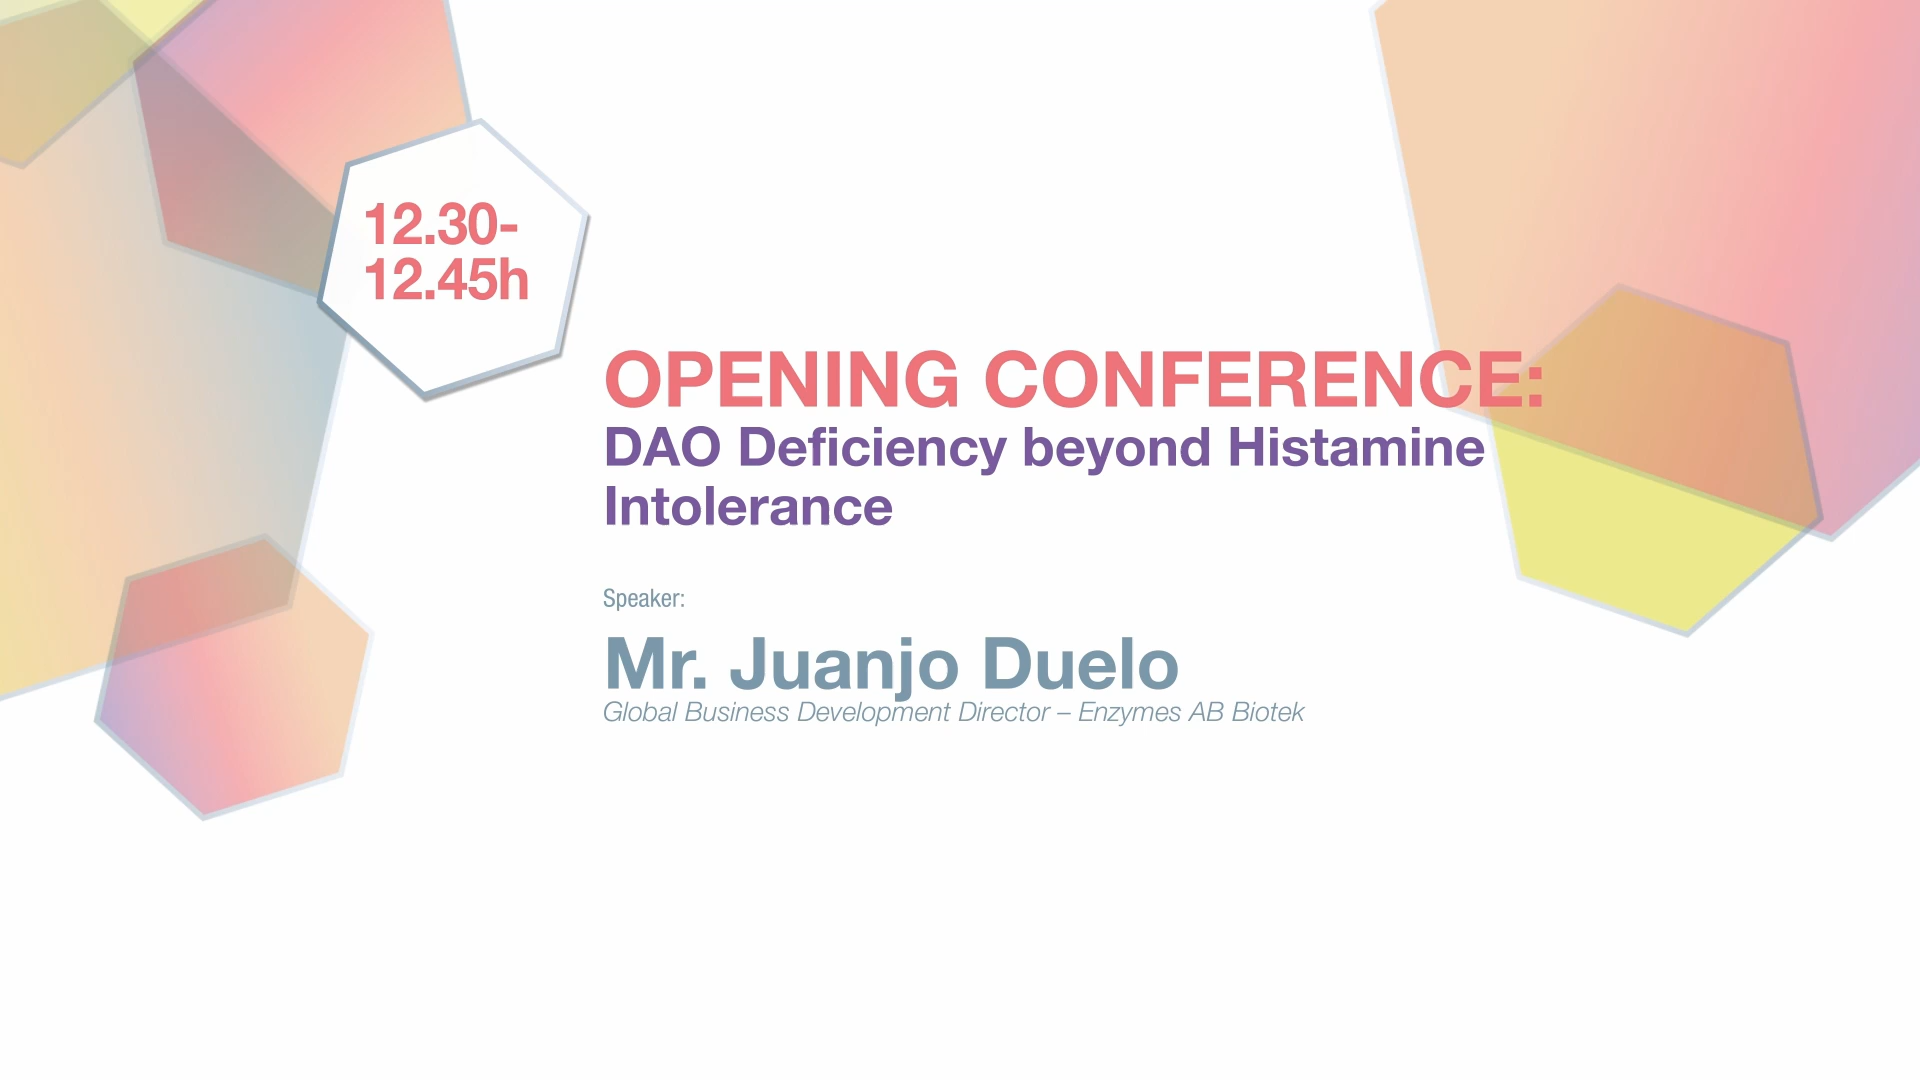 12.30-
12.45h
OPENING CONFERENCE:
DAO Deficiency beyond Histamine
Intolerance
Speaker:
Mr. Juanjo Duelo
Global Business Development Director – Enzymes AB Biotek